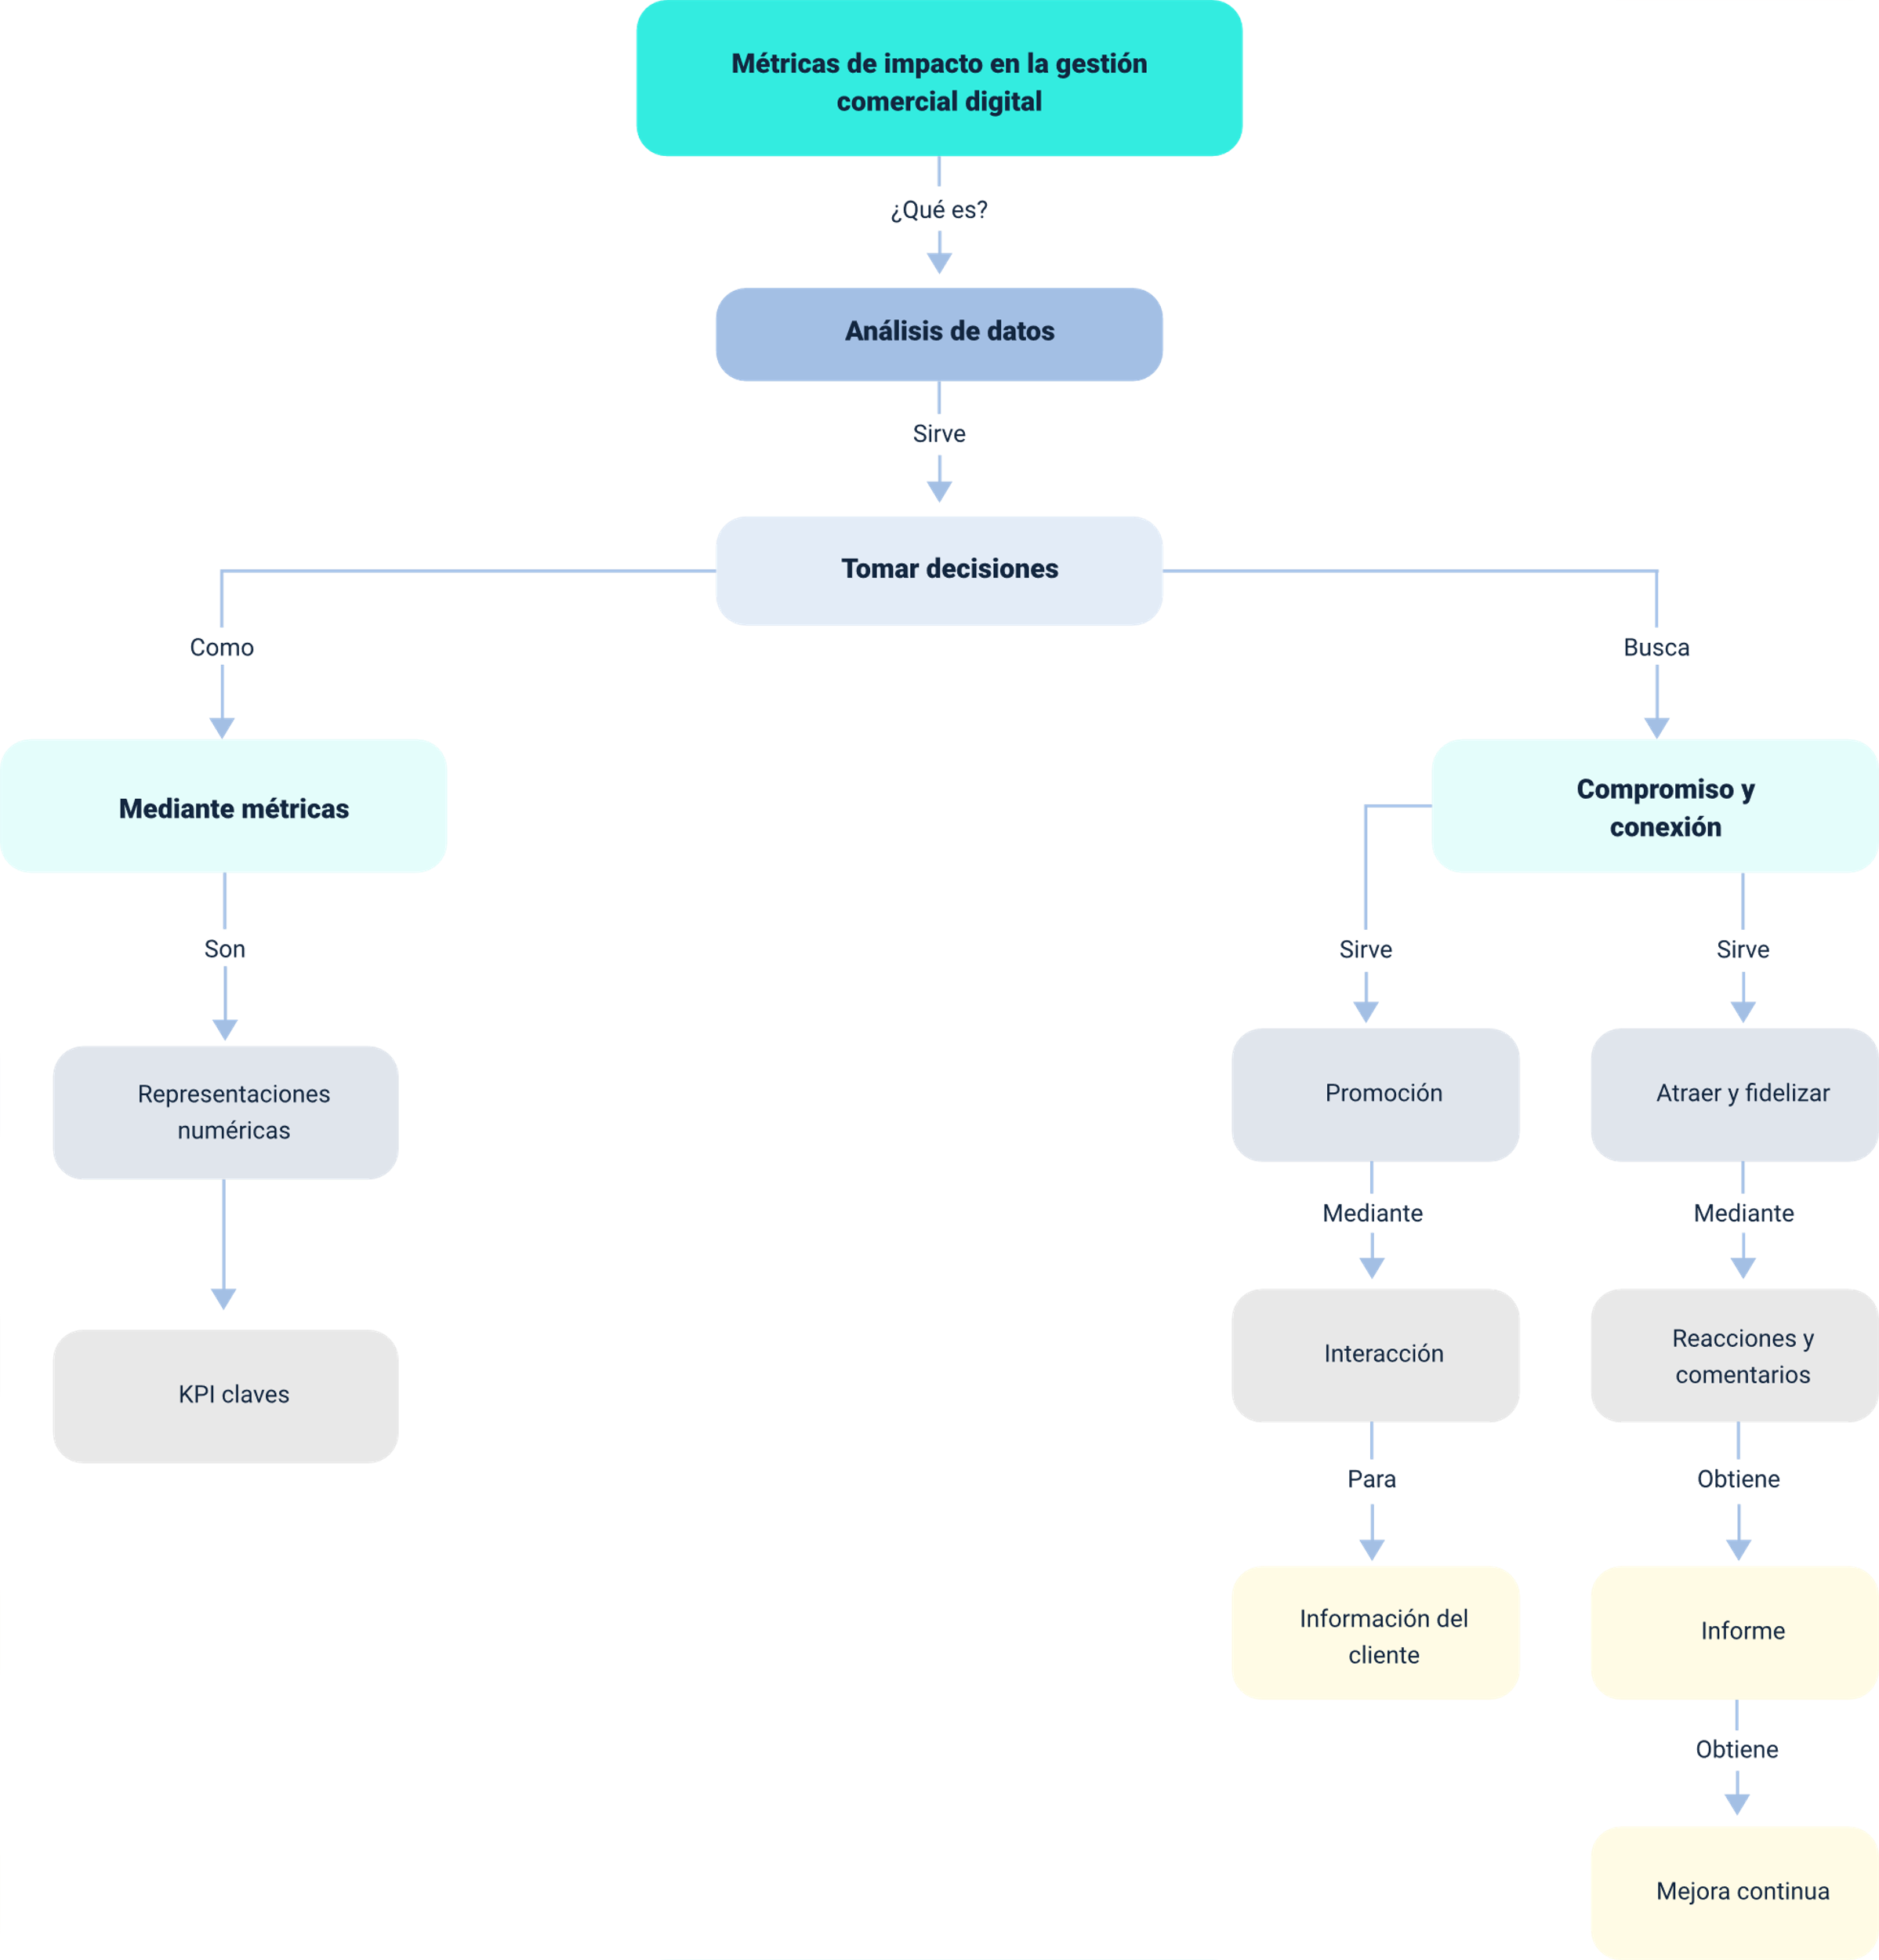 Métricas de impacto en la gestión
comercial digital
¿Qué es?
Análisis de datos
Sirve
Tomar decisiones
Como
Busca
Mediante métricas
Compromiso y
conexión
Son
Sirve
Sirve
Representaciones
numéricas
Promoción
Atraer y fidelizar
Mediante
Mediante
KPI claves
Interacción
Reacciones y
comentarios
Para
Obtiene
Información del
cliente
Informe
Obtiene
Mejora continua